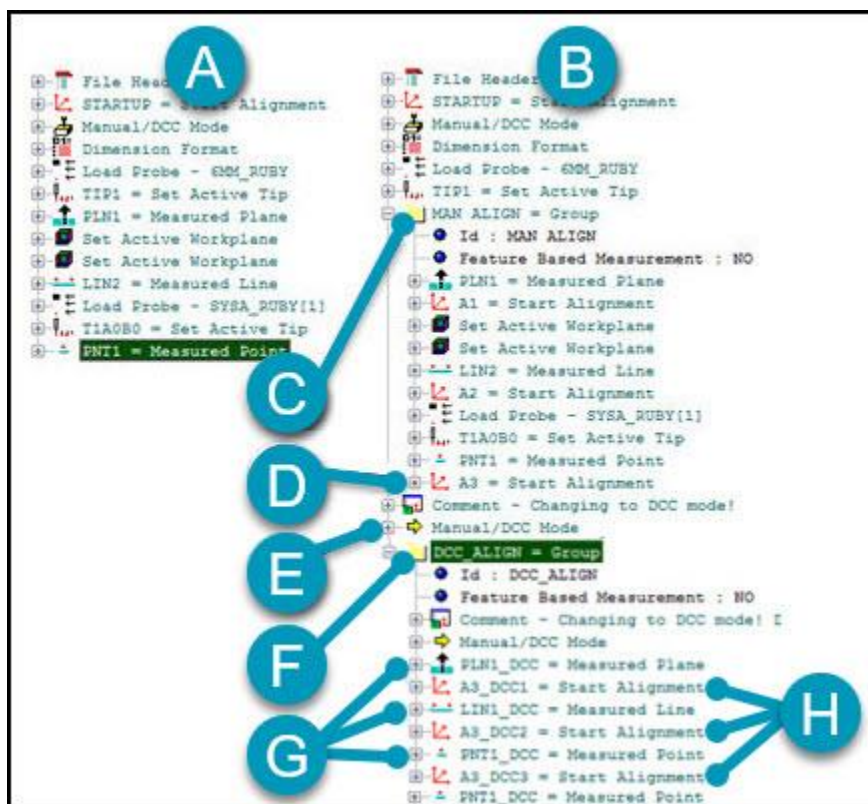 A
File Head
STARTUP = Start Alignment
Manual/DCC Mode
Dimension Format
Load Probe - 6MM_RUBY
TIP1 = Set Active Tip
PLN1 = Measured Plane
Set Active Workplane
Set Active Workplane
LIN2 = Measured Line
Load Probe - SYSA_RUBY[1]
T1A0B0 = Set Active Tip
PNT1 = Measured Point
B
File Header
STARTUP = Start Alignment
Manual/DCC Mode
Dimension Format
Load Probe - 6MM_RUBY
TIP1 = Set Active Tip
MAN ALIGN = Group
Id : MAN ALIGN
Feature Based Measurement : NO
PLN1 = Measured Plane
A1 = Start Alignment
Set Active Workplane
Set Active Workplane
LIN2 = Measured Line
A2 = Start Alignment
Load Probe - SYSA_RUBY[1]
T1A0B0 = Set Active Tip
PNT1 = Measured Point
A3 = Start Alignment
Comment - Changing to DCC mode!
Manual/DCC Mode
DCC_ALIGN = Group
Id : DCC_ALIGN
Feature Based Measurement : NO
Comment - Changing to DCC mode! I
Manual/DCC Mode
PLN1_DCC = Measured Plane
A3_DCC1 = Start Alignment
LIN1_DCC = Measured Line
A3_DCC2 = Start Alignment
PNT1_DCC = Measured Point
A3_DCC3 = Start Alignment
PNT1_DCC = Measured Point
C
D
E
F
G
H